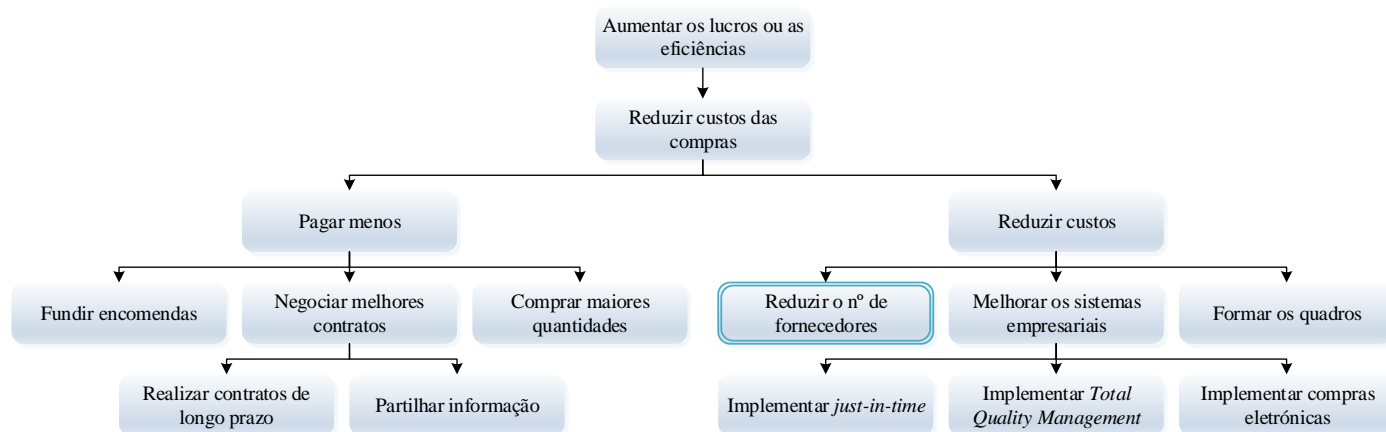 Aumentar os lucros ou as
eficiências
Reduzir custos das
compras
Pagar menos
Reduzir custos
Fundir encomendas
Negociar melhores
contratos
Comprar maiores
quantidades
Reduzir o nº de
fornecedores
Melhorar os sistemas
empresariais
Formar os quadros
Realizar contratos de
longo prazo
Partilhar informação
Implementar just-in-time
Implementar Total
Quality Management
Implementar compras
eletrónicas